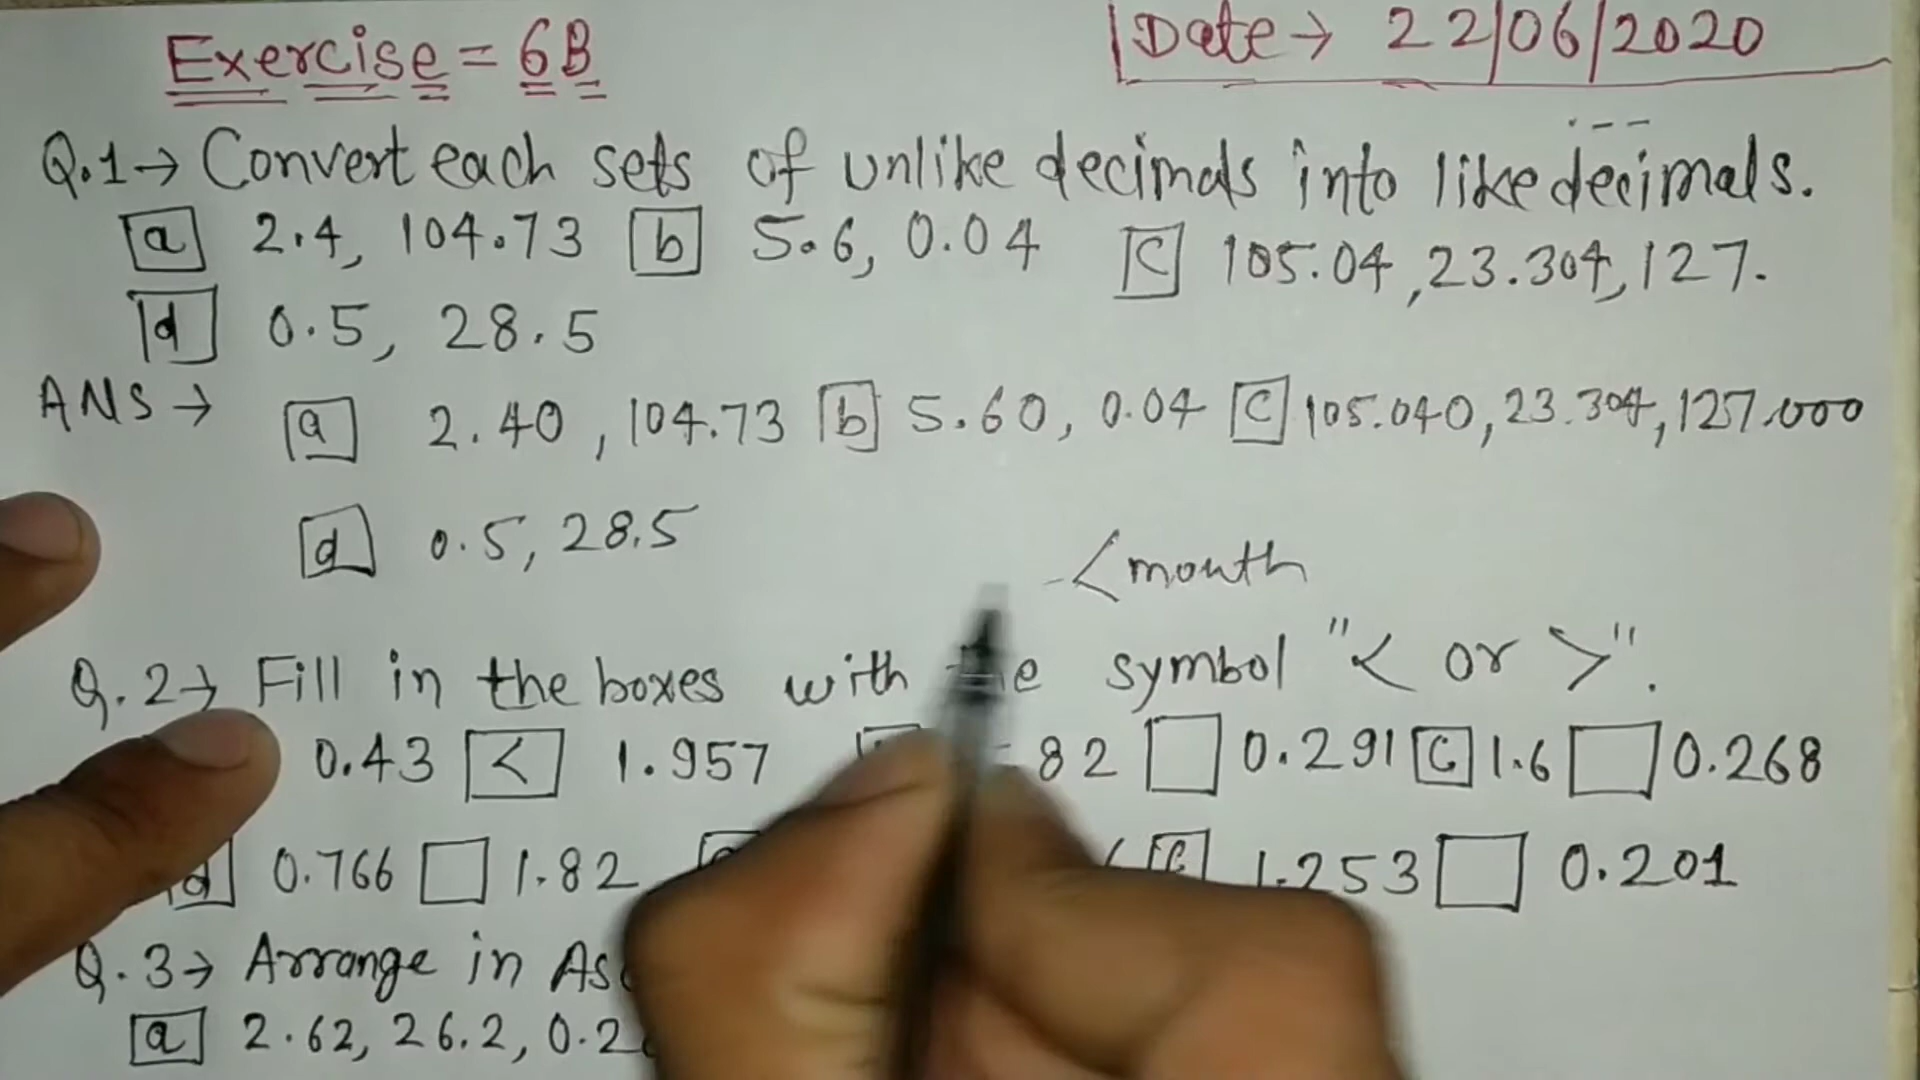 Exercise = 6B
Date → 22/06/2020
Q.1 → Convert each sets of unlike decimals into like decimals.
a 2.4, 104.73 b 5.6, 0.04 C 105.04, 23.304, 127.
d 0.5, 28.5
ANS → a 2.40, 104.73 b 5.60, 0.04 C 105.040, 23.304, 127.000
d 0.5, 28.5
< mouth
Q.2 → Fill in the boxes with the symbol "< or >".
0.43 < 1.957 82 0.291 C 1.6 0.268
d 0.766 1.82 1.253 0.201
Q.3 → Arrange in
a 2.62, 26.2, 0.2